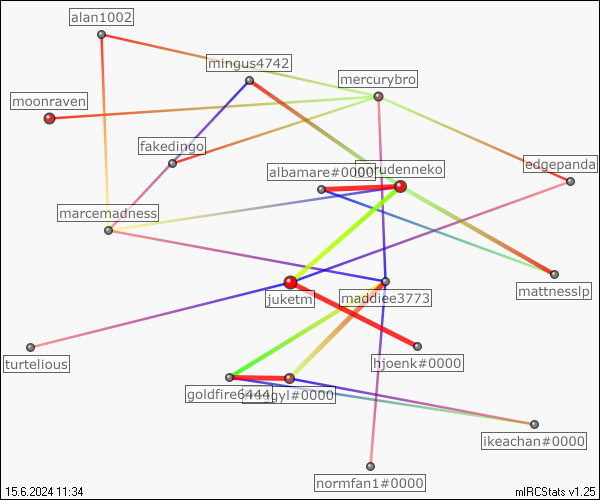 alan1002
mingus4742
mercurybro
moonraven
fakedingo
edgepanda
albamare#0000
rudenneko
marcemadness
mattnesslp
juketm
maddiee3773
turtelious
hjoenk#0000
goldfire6444
gyl#0000
ikeachan#0000
normfan1#0000
15.6.2024 11:34
mIRCStats v1.25